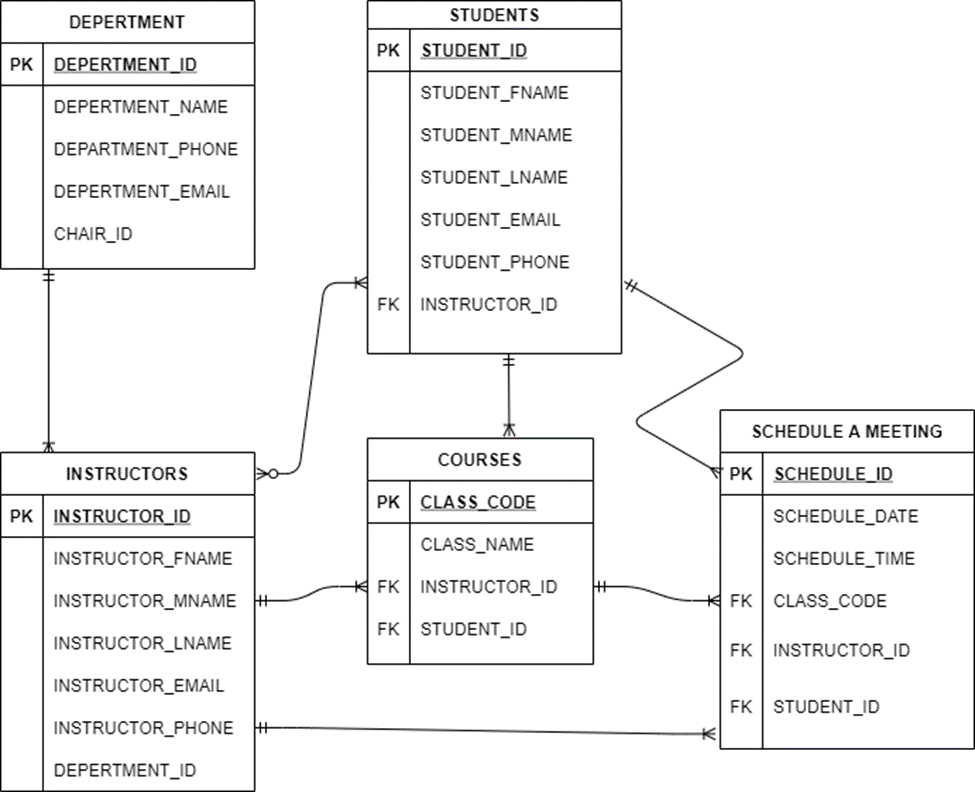 DEPERTMENT
PK DEPERTMENT_ID
DEPERTMENT_NAME
DEPARTMENT_PHONE
DEPERTMENT_EMAIL
CHAIR_ID
STUDENTS
PK STUDENT_ID
STUDENT_FNAME
STUDENT_MNAME
STUDENT_LNAME
STUDENT_EMAIL
STUDENT_PHONE
FK INSTRUCTOR_ID
INSTRUCTORS
PK INSTRUCTOR_ID
INSTRUCTOR_FNAME
INSTRUCTOR_MNAME
INSTRUCTOR_LNAME
INSTRUCTOR_EMAIL
INSTRUCTOR_PHONE
DEPERTMENT_ID
COURSES
PK CLASS_CODE
CLASS_NAME
FK INSTRUCTOR_ID
FK STUDENT_ID
SCHEDULE A MEETING
PK SCHEDULE_ID
SCHEDULE_DATE
SCHEDULE_TIME
FK CLASS_CODE
FK INSTRUCTOR_ID
FK STUDENT_ID